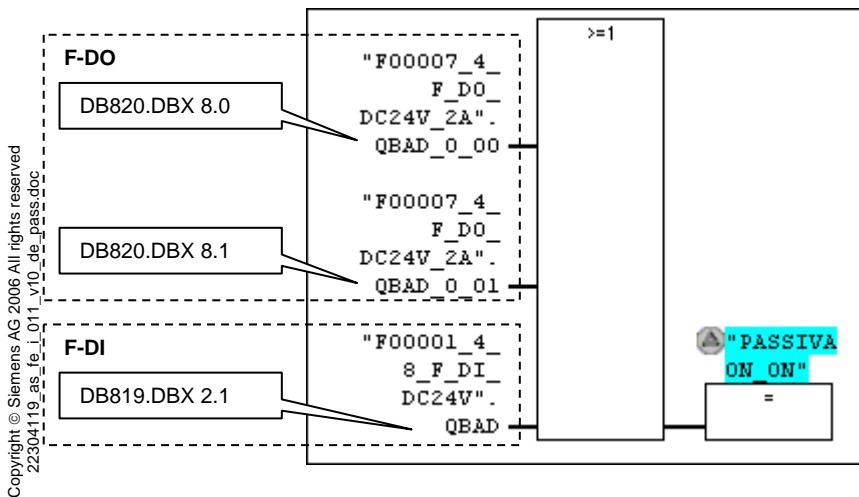 >=1
F-DO
"F00007_4_
F_DO_
DC24V_2A".
QBAD_0_00
DB820.DBX 8.0
"F00007_4_
F_DO_
DC24V_2A".
QBAD_0_01
DB820.DBX 8.1
F-DI
"F00001_4_
8_F_DI_
DC24V".
QBAD
DB819.DBX 2.1
"PASSIVA
ON_ON"
=
Copyright © Siemens AG 2006 All rights reserved
22304119_as_fe_i_011_v10_de_pass.doc